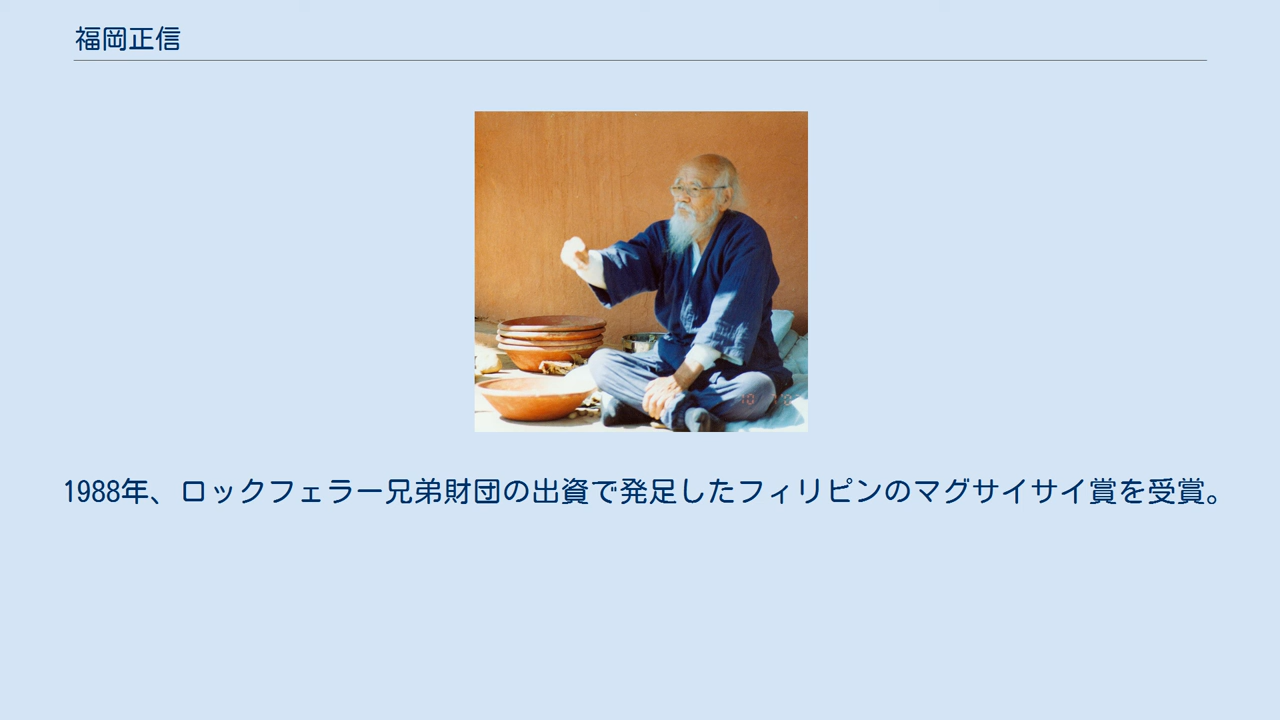 福岡正信
1988年、ロックフェラー兄弟財団の出資で発足したフィリピンのマグサイサイ賞を受賞。